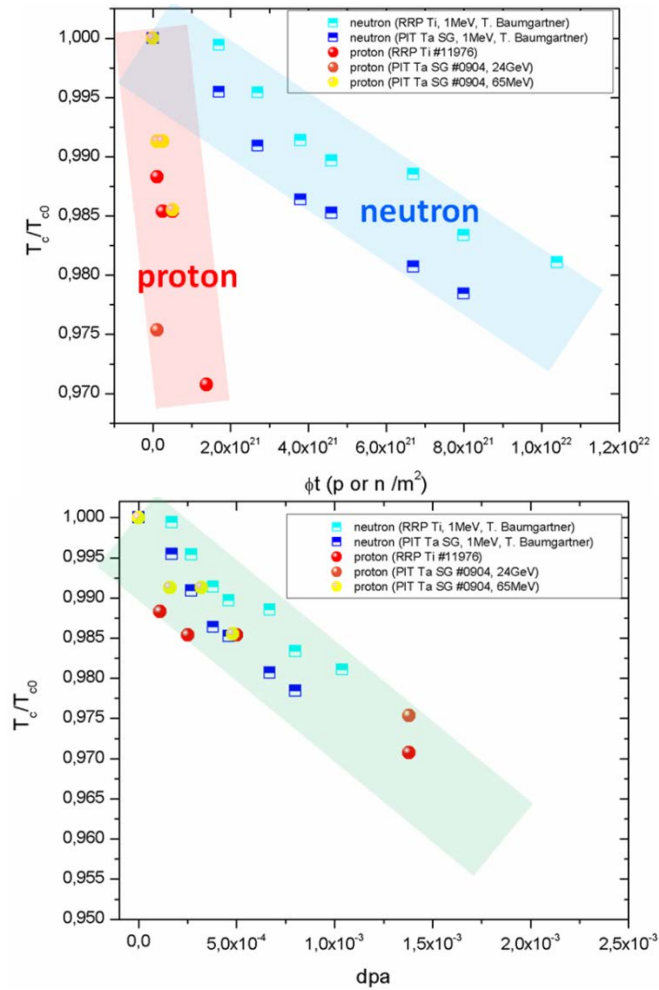 neutron (RRP Ti, 1MeV, T. Baumgartner)
neutron (PIT Ta SG, 1MeV, T. Baumgartner)
proton (RRP Ti #11976)
proton (PIT Ta SG #0904, 24GeV)
proton (PIT Ta SG #0904, 65MeV)
1,000
0,995
0,990
0,985
0,980
0,975
0,970
T_c/T_c0
neutron
proton
0,0 2,0x10^21 4,0x10^21 6,0x10^21 8,0x10^21 1,0x10^22 1,2x10^22
ϕt (p or n /m²)
neutron (RRP Ti, 1MeV, T. Baumgartner)
neutron (PIT Ta SG, 1MeV, T. Baumgartner)
proton (RRP Ti #11976)
proton (PIT Ta SG #0904, 24GeV)
proton (PIT Ta SG #0904, 65MeV)
1,000
0,995
0,990
0,985
0,980
0,975
0,970
0,965
0,960
0,955
0,950
T_c/T_c0
0,0 5,0x10^-4 1,0x10^-3 1,5x10^-3 2,0x10^-3 2,5x10^-3
dpa